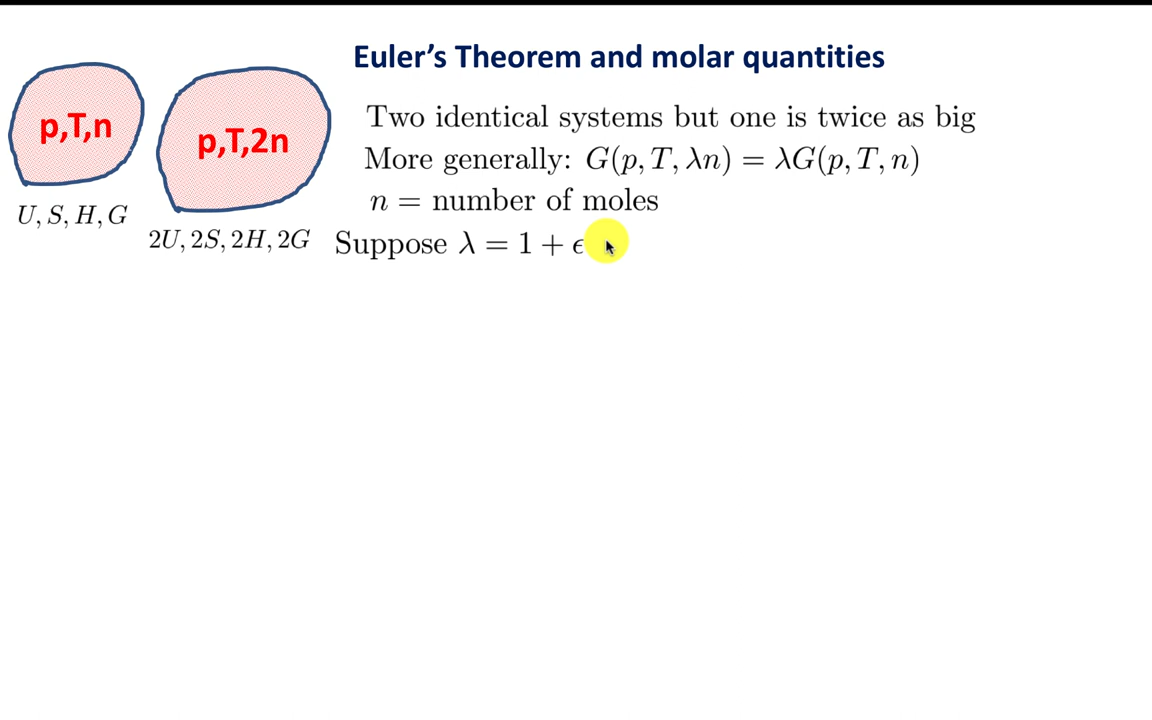 Euler’s Theorem and molar quantities
p,T,n
p,T,2n
U, S, H, G
2U, 2S, 2H, 2G
Two identical systems but one is twice as big
More generally: G(p, T, λn) = λG(p, T, n)
n = number of moles
Suppose λ = 1 + ϵ